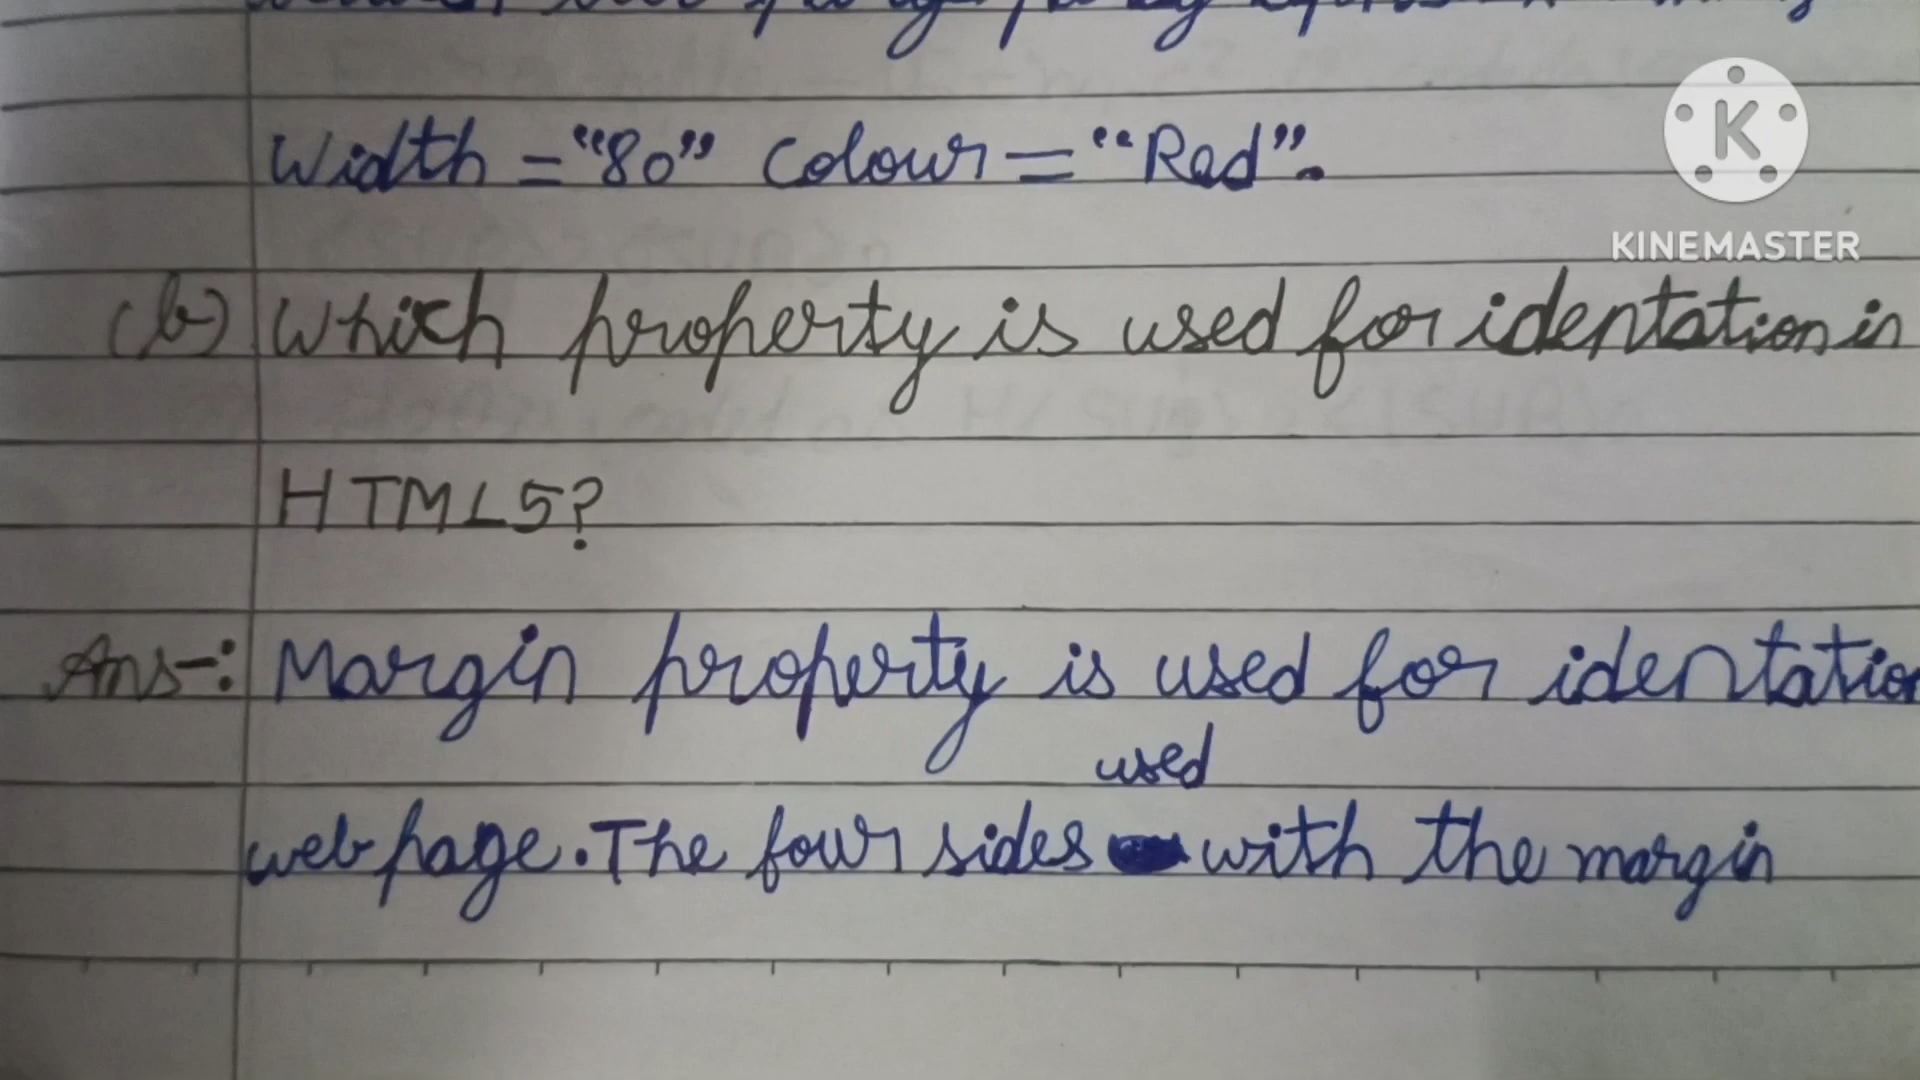 Width = "80" Colour = "Red".
KINEMASTER
(b) Which property is used for identation in
HTML5?
Ans-: Margin property is used for identation
used
web page. The four sides with the margin